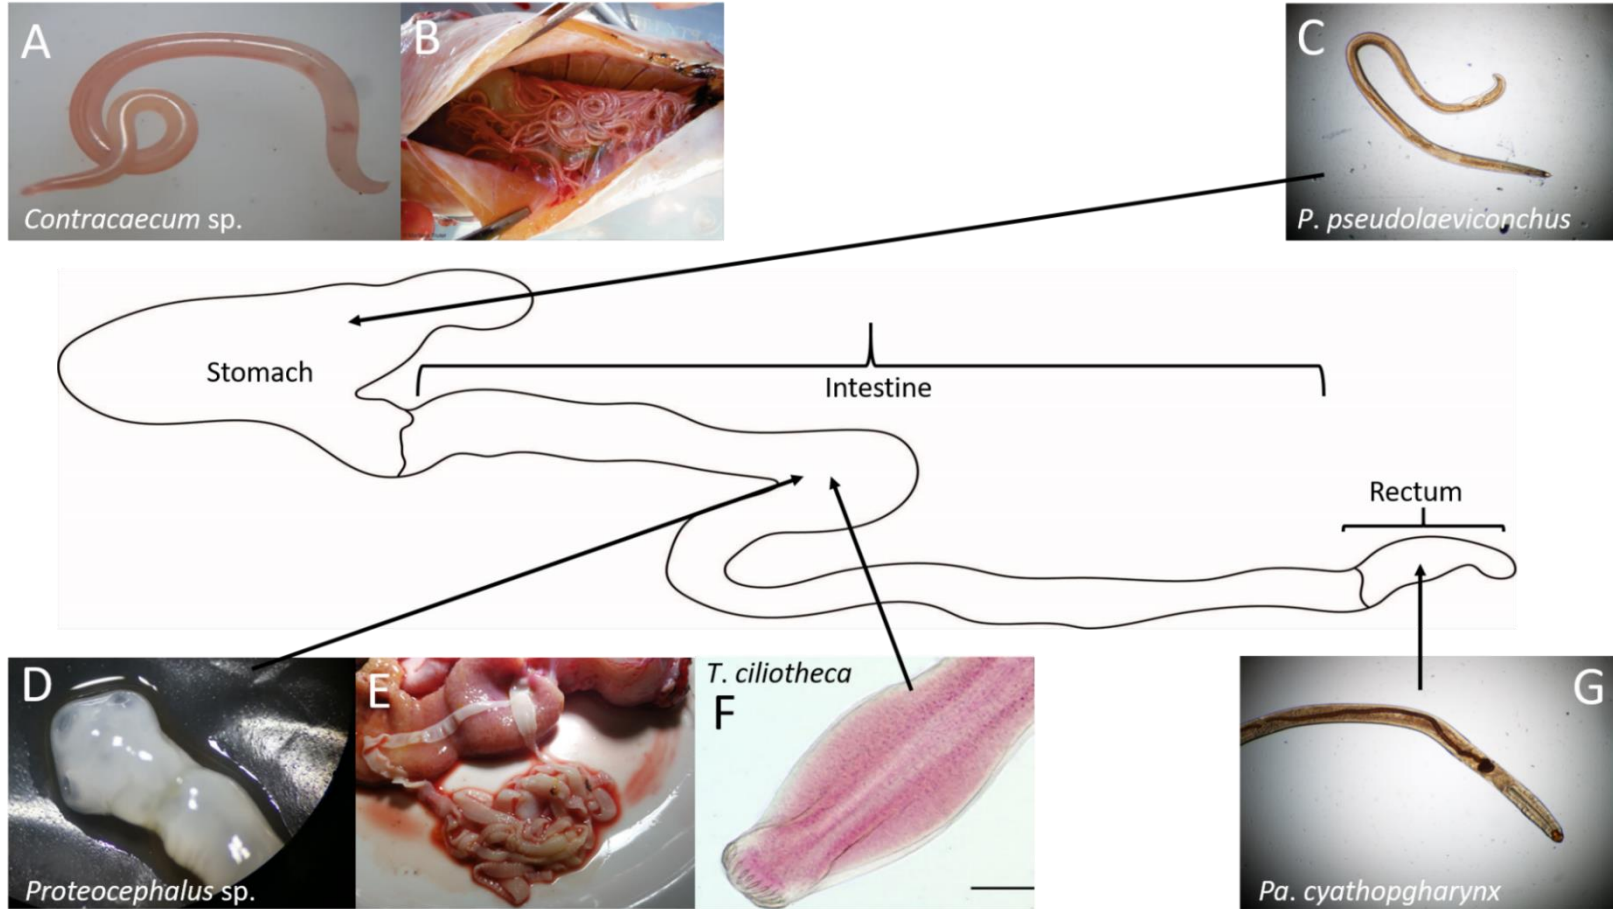 A
B
C
Contracaecum sp.
P. pseudolaeviconchus
Stomach
Intestine
Rectum
D
E
T. ciliotheca
F
G
Proteocephalus sp.
Pa. cyathopgharynx